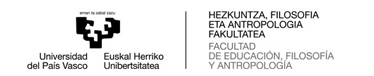 eman ta zabal zazu
Universidad
del País Vasco
Euskal Herriko
Unibertsitatea
HEZKUNTZA, FILOSOFIA
ETA ANTROPOLOGIA
FAKULTATEA
FACULTAD
DE EDUCACIÓN, FILOSOFÍA
Y ANTROPOLOGÍA